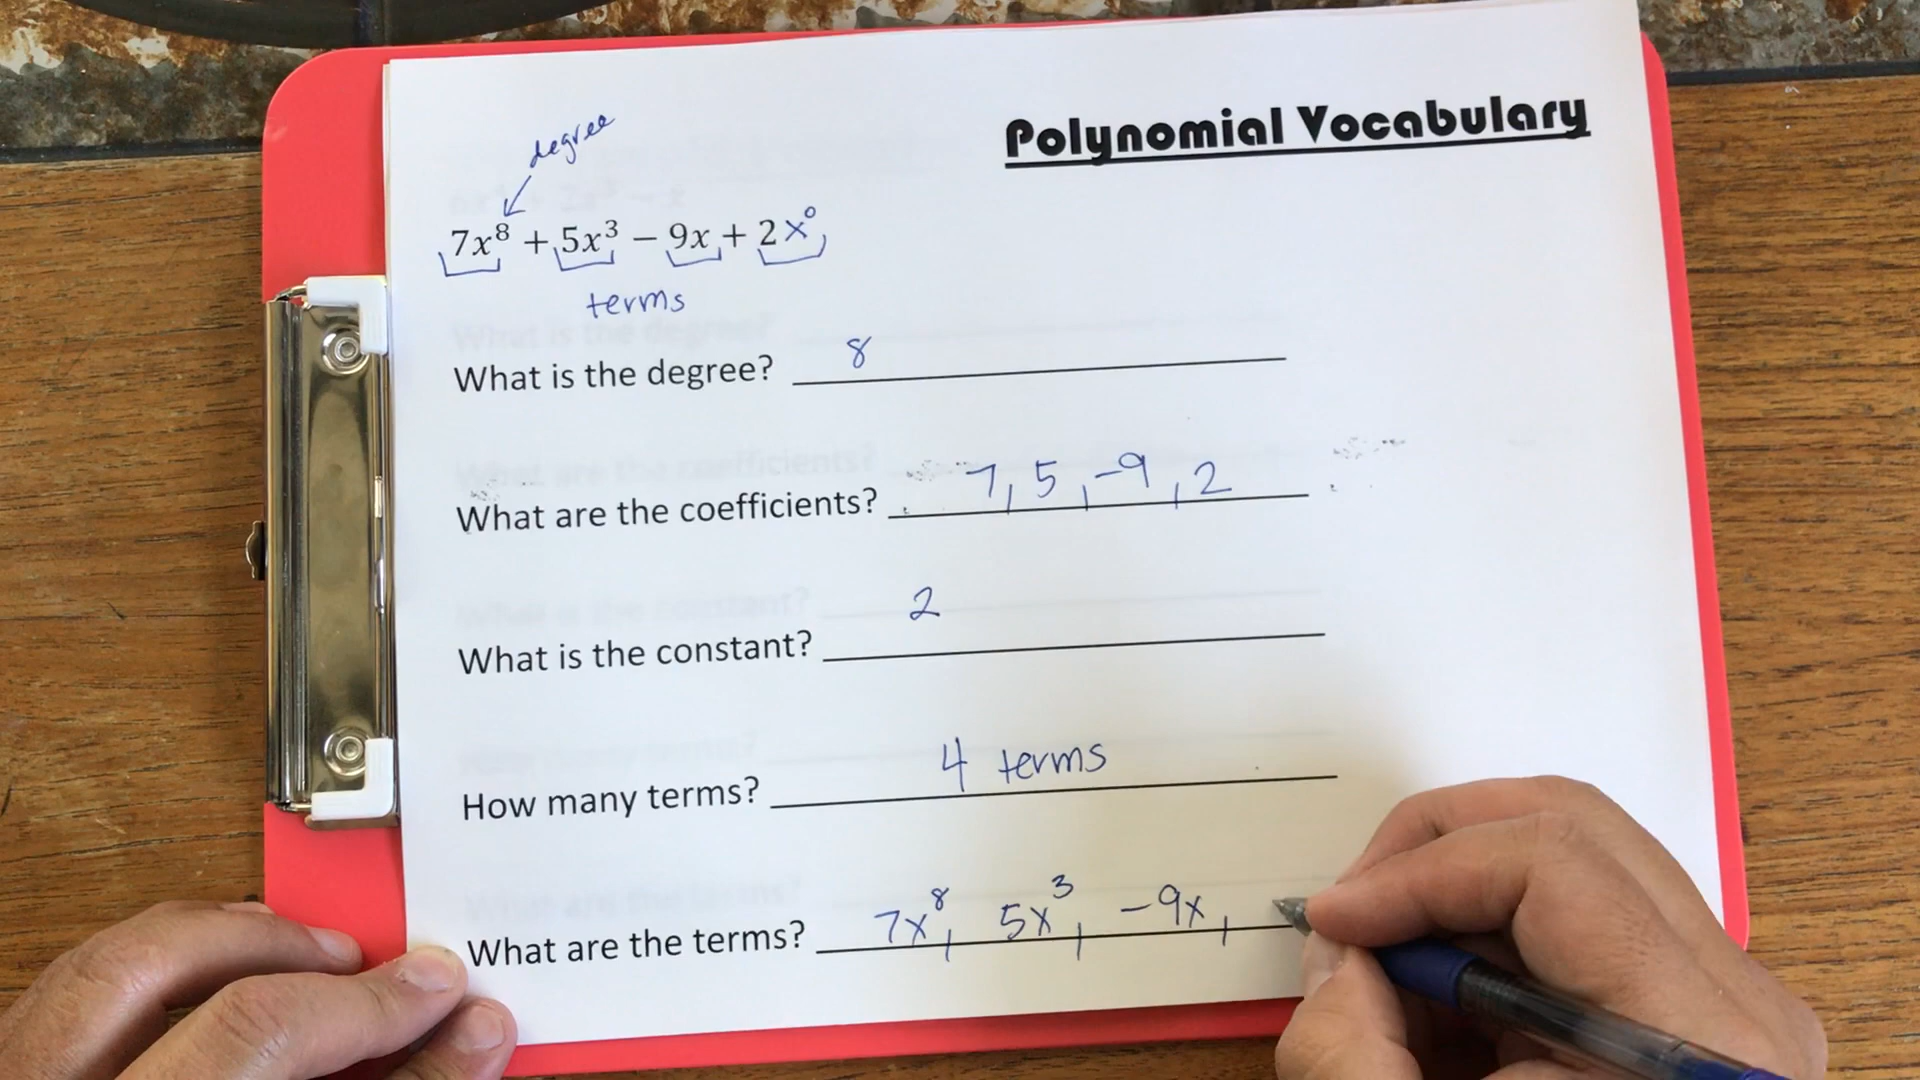 Polynomial Vocabulary
degree
7x⁸ + 5x³ − 9x + 2x⁰
terms
What is the degree? 8
What are the coefficients? 7, 5, -9, 2
What is the constant? 2
How many terms? 4 terms
What are the terms? 7x⁸, 5x³, -9x,